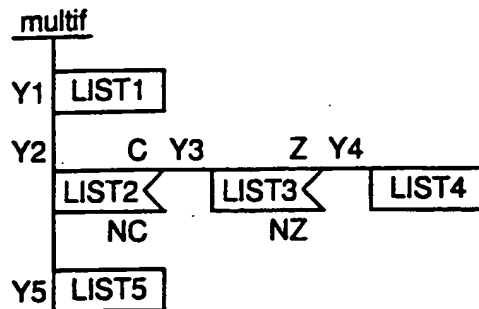 multif
Y1 LIST1
Y2 C Y3 Z Y4
LIST2 LIST3 LIST4
NC NZ
Y5 LIST5